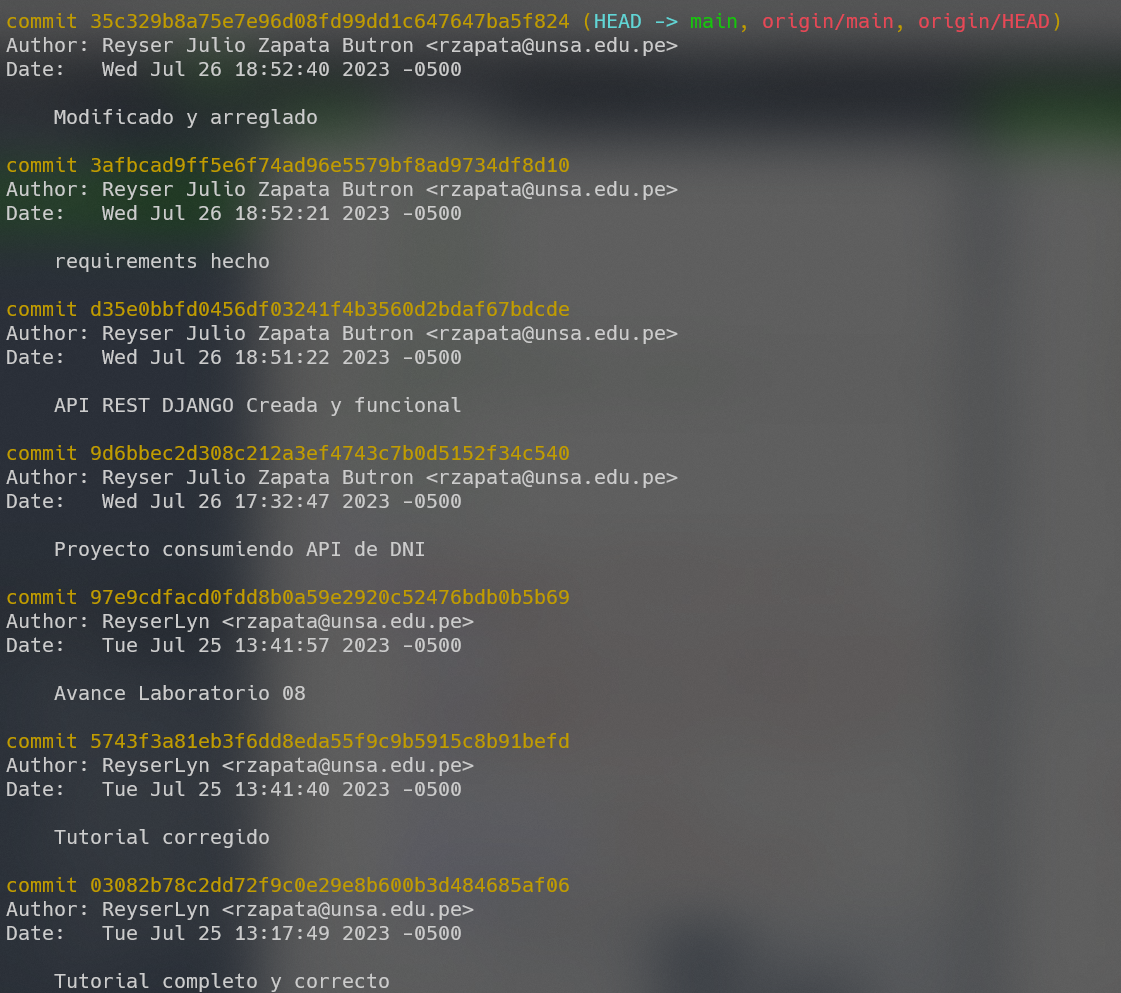 commit 35c329b8a75e7e96d08fd99dd1c647647ba5f824 (HEAD -> main, origin/main, origin/HEAD)
Author: Reyser Julio Zapata Butron <rzapata@unsa.edu.pe>
Date:   Wed Jul 26 18:52:40 2023 -0500
    Modificado y arreglado
commit 3afbcad9ff5e6f74ad96e5579bf8ad9734df8d10
Author: Reyser Julio Zapata Butron <rzapata@unsa.edu.pe>
Date:   Wed Jul 26 18:52:21 2023 -0500
    requirements hecho
commit d35e0bbfd0456df03241f4b3560d2bdaf67bdcde
Author: Reyser Julio Zapata Butron <rzapata@unsa.edu.pe>
Date:   Wed Jul 26 18:51:22 2023 -0500
    API REST DJANGO Creada y funcional
commit 9d6bbec2d308c212a3ef4743c7b0d5152f34c540
Author: Reyser Julio Zapata Butron <rzapata@unsa.edu.pe>
Date:   Wed Jul 26 17:32:47 2023 -0500
    Proyecto consumiendo API de DNI
commit 97e9cdfacd0fdd8b0a59e2920c52476bdb0b5b69
Author: ReyserLyn <rzapata@unsa.edu.pe>
Date:   Tue Jul 25 13:41:57 2023 -0500
    Avance Laboratorio 08
commit 5743f3a81eb3f6dd8eda55f9c9b5915c8b91befd
Author: ReyserLyn <rzapata@unsa.edu.pe>
Date:   Tue Jul 25 13:41:40 2023 -0500
    Tutorial corregido
commit 03082b78c2dd72f9c0e29e8b600b3d484685af06
Author: ReyserLyn <rzapata@unsa.edu.pe>
Date:   Tue Jul 25 13:17:49 2023 -0500
    Tutorial completo y correcto